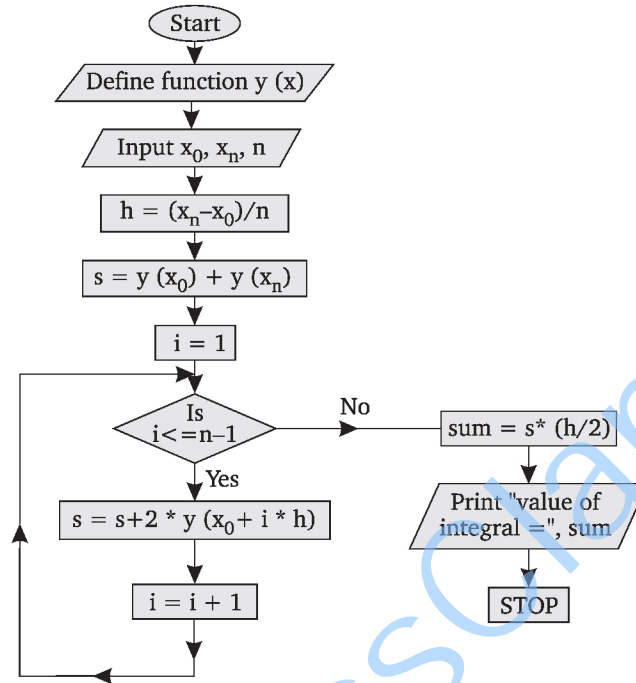 Start
Define function y (x)
Input x₀, xₙ, n
h = (xₙ–x₀)/n
s = y (x₀) + y (xₙ)
i = 1
Is
i<=n–1
No
sum = s* (h/2)
Yes
Print "value of
integral =", sum
s = s+2 * y (x₀+ i * h)
i = i + 1
STOP